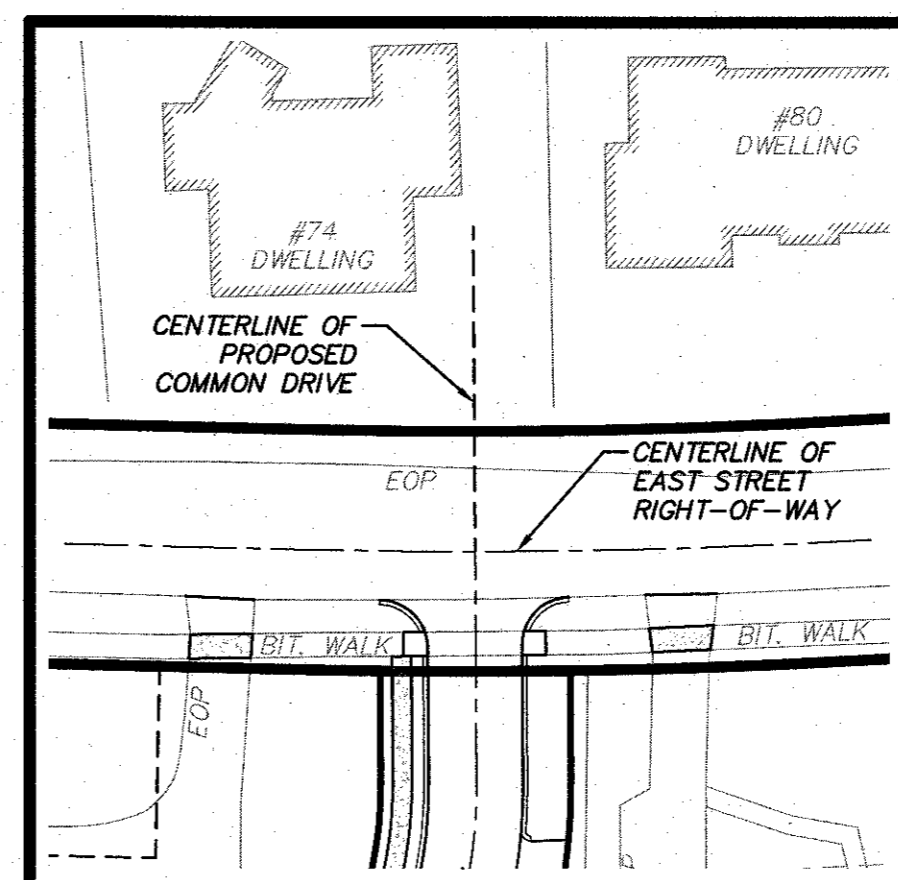 #80
DWELLING
#74
DWELLING
CENTERLINE OF
PROPOSED
COMMON DRIVE
CENTERLINE OF
EAST STREET
RIGHT-OF-WAY
EOP
BIT. WALK
BIT. WALK
EOP